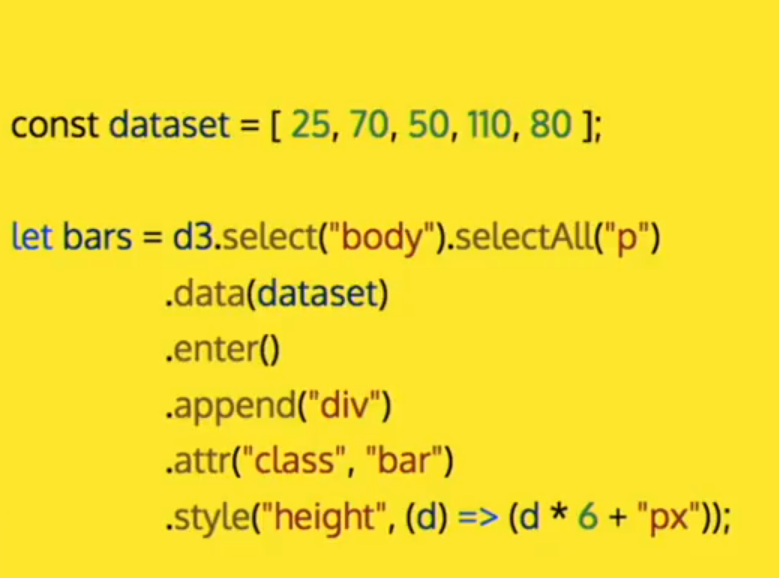 const dataset = [ 25, 70, 50, 110, 80 ];
let bars = d3.select("body").selectAll("p")
.data(dataset)
.enter()
.append("div")
.attr("class", "bar")
.style("height", (d) => (d * 6 + "px"));